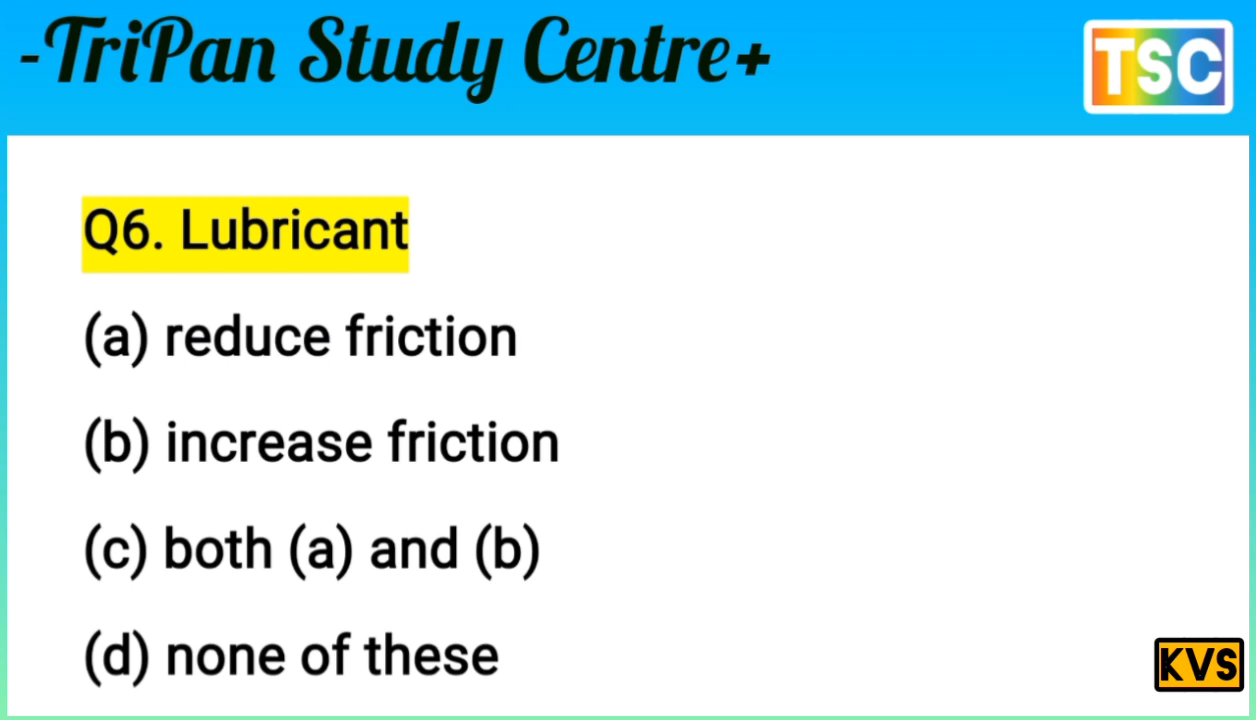 -TriPan Study Centre+
TSC
Q6. Lubricant
(a) reduce friction
(b) increase friction
(c) both (a) and (b)
(d) none of these
KVS